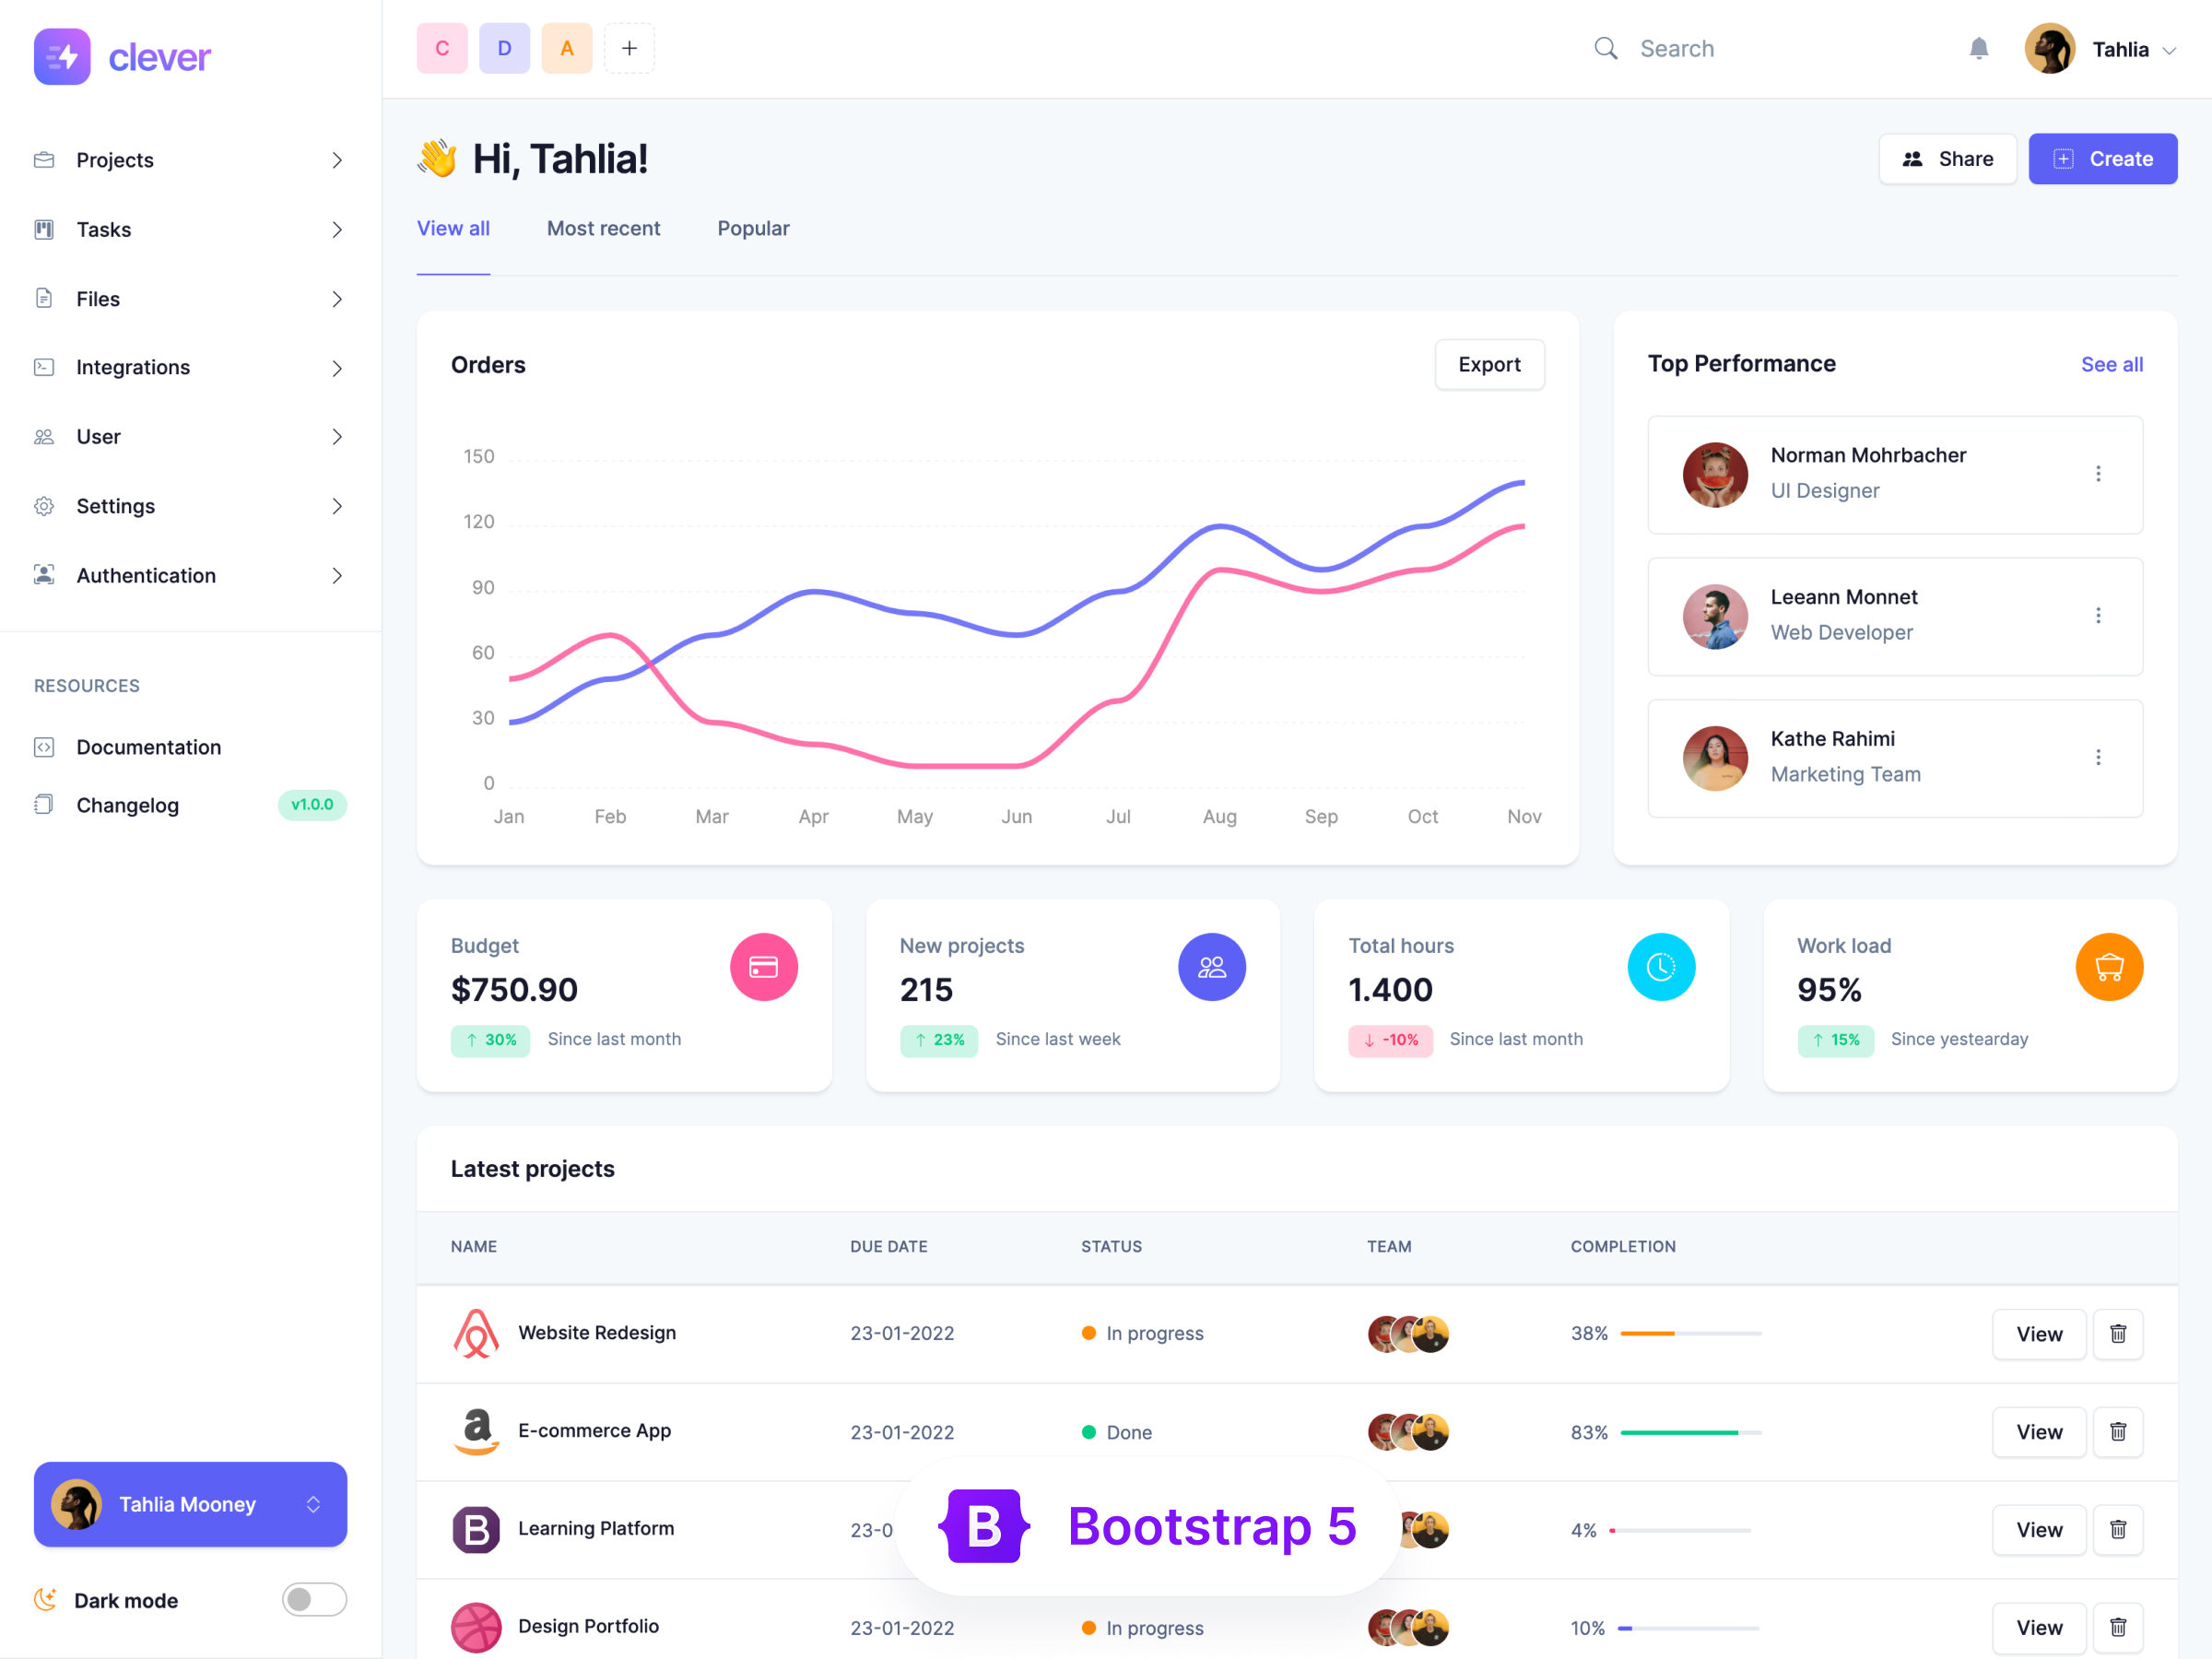 clever
Projects
Tasks
Files
Integrations
User
Settings
Authentication
RESOURCES
Documentation
Changelog v1.0.0
Tahlia Mooney
Dark mode
C D A +
Search
Tahlia
👋 Hi, Tahlia!
Share
Create
View all Most recent Popular
Orders
Export
150
120
90
60
30
0
Jan Feb Mar Apr May Jun Jul Aug Sep Oct Nov
Top Performance See all
Norman Mohrbacher
UI Designer
Leeann Monnet
Web Developer
Kathe Rahimi
Marketing Team
Budget
$750.90
↑ 30% Since last month
New projects
215
↑ 23% Since last week
Total hours
1.400
↓ -10% Since last month
Work load
95%
↑ 15% Since yestearday
Latest projects
NAME DUE DATE STATUS TEAM COMPLETION
Website Redesign 23-01-2022 In progress 38% View
a E-commerce App 23-01-2022 Done 83% View
B Learning Platform 23-0 4% View
B Bootstrap 5
Design Portfolio 23-01-2022 In progress 10% View